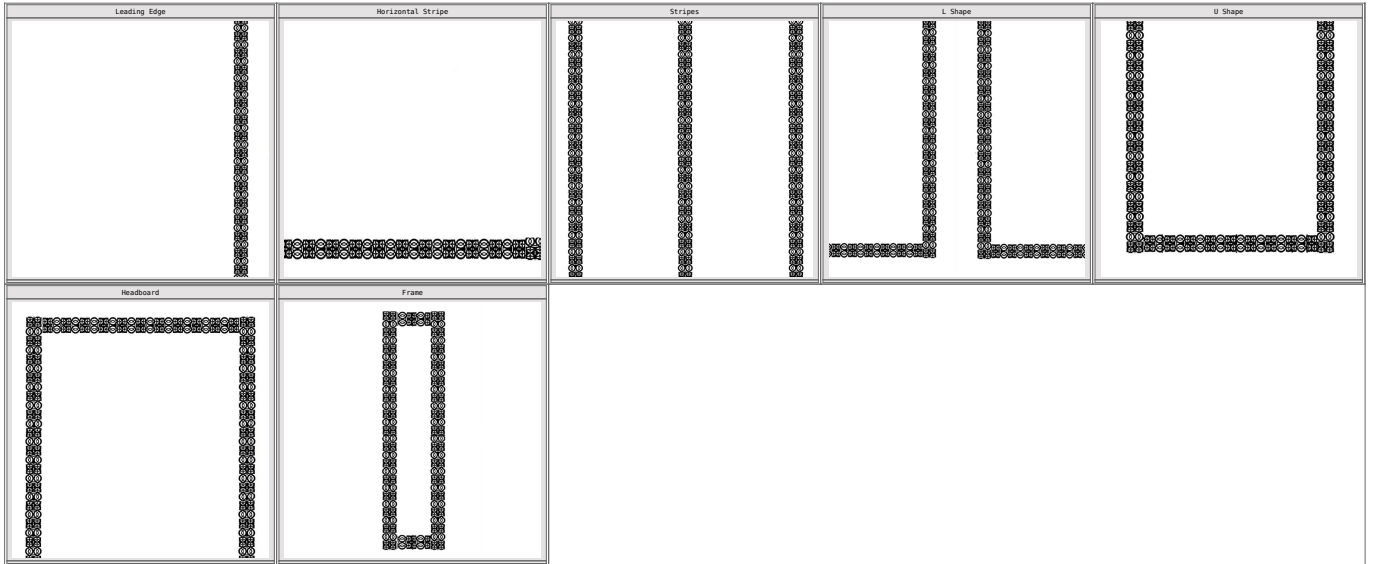 Leading Edge
Horizontal Stripe
Stripes
L Shape
U Shape
Headboard
Frame